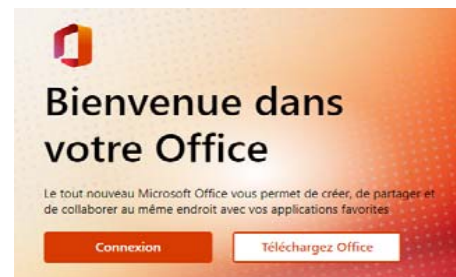 Bienvenue dans
votre Office
Le tout nouveau Microsoft Office vous permet de créer, de partager et
de collaborer au même endroit avec vos applications favorites
Connexion
Téléchargez Office